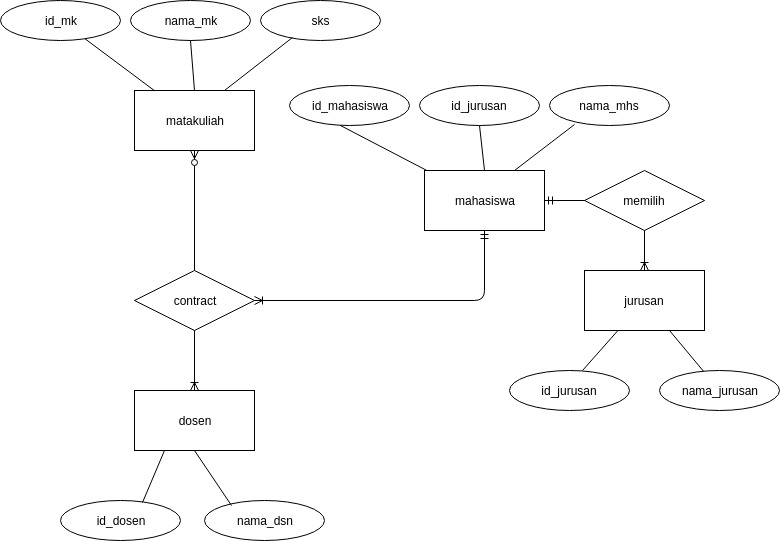 id_mk
nama_mk
sks
matakuliah
id_mahasiswa
id_jurusan
nama_mhs
mahasiswa
memilih
contract
jurusan
id_jurusan
nama_jurusan
dosen
id_dosen
nama_dsn